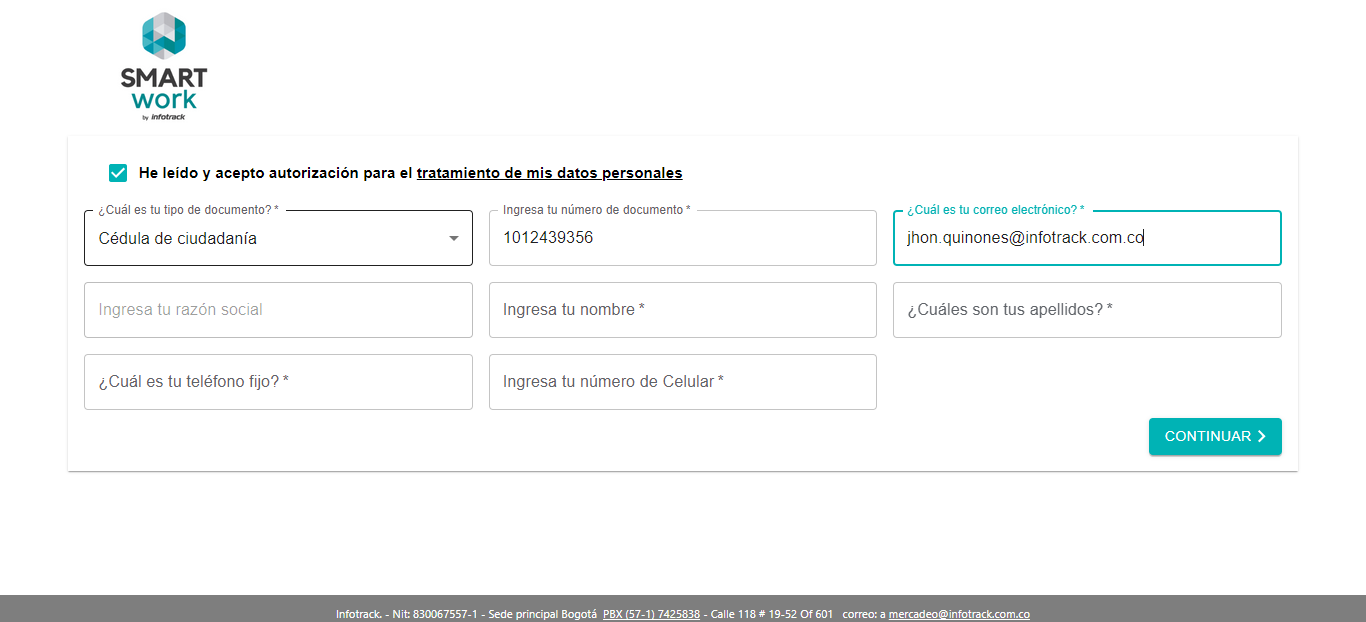 SMART
work
by infotrack
He leído y acepto autorización para el tratamiento de mis datos personales
¿Cuál es tu tipo de documento? *
Cédula de ciudadanía
Ingresa tu número de documento *
1012439356
¿Cuál es tu correo electrónico? *
jhon.quinones@infotrack.com.co
Ingresa tu razón social
Ingresa tu nombre *
¿Cuáles son tus apellidos? *
¿Cuál es tu teléfono fijo? *
Ingresa tu número de Celular *
CONTINUAR
Infotrack. - Nit: 830067557-1 - Sede principal Bogotá PBX (57-1) 7425838 - Calle 118 # 19-52 Of 601 correo: a mercadeo@infotrack.com.co